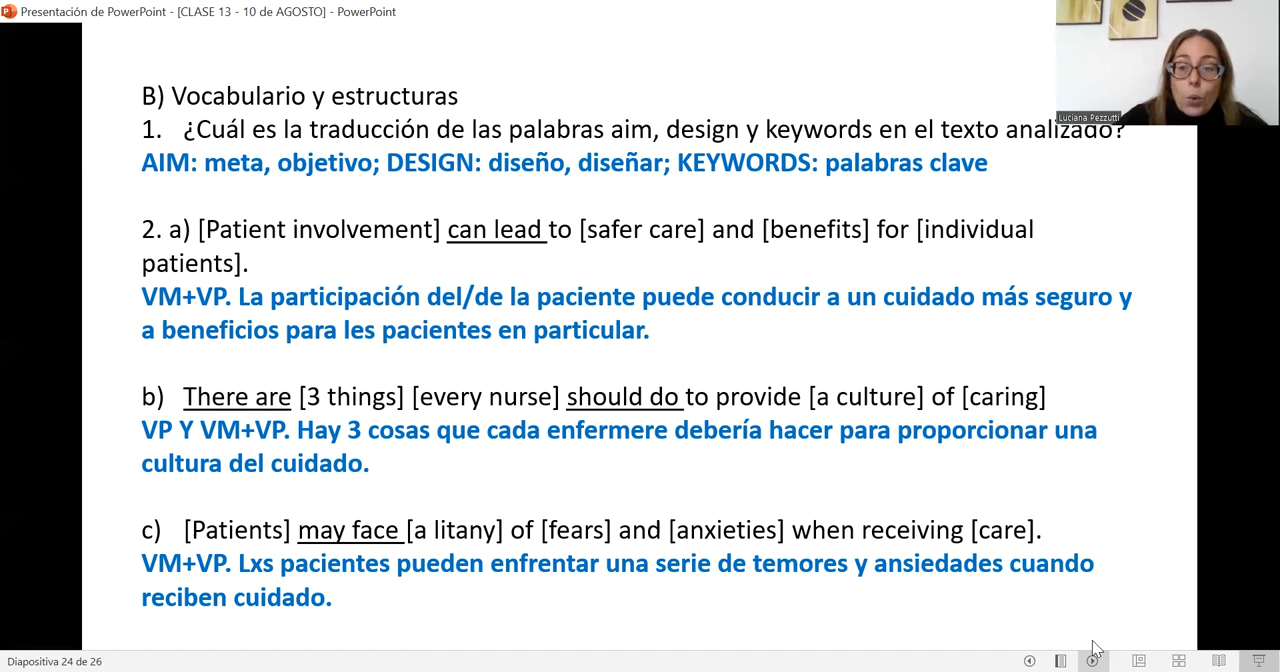 Presentación de PowerPoint - [CLASE 13 - 10 de AGOSTO] - PowerPoint
Luciana Pezzutti
B) Vocabulario y estructuras
1. ¿Cuál es la traducción de las palabras aim, design y keywords en el texto analizado?
AIM: meta, objetivo; DESIGN: diseño, diseñar; KEYWORDS: palabras clave
2. a) [Patient involvement] can lead to [safer care] and [benefits] for [individual
patients].
VM+VP. La participación del/de la paciente puede conducir a un cuidado más seguro y
a beneficios para les pacientes en particular.
b) There are [3 things] [every nurse] should do to provide [a culture] of [caring]
VP Y VM+VP. Hay 3 cosas que cada enfermere debería hacer para proporcionar una
cultura del cuidado.
c) [Patients] may face [a litany] of [fears] and [anxieties] when receiving [care].
VM+VP. Lxs pacientes pueden enfrentar una serie de temores y ansiedades cuando
reciben cuidado.
Diapositiva 24 de 26